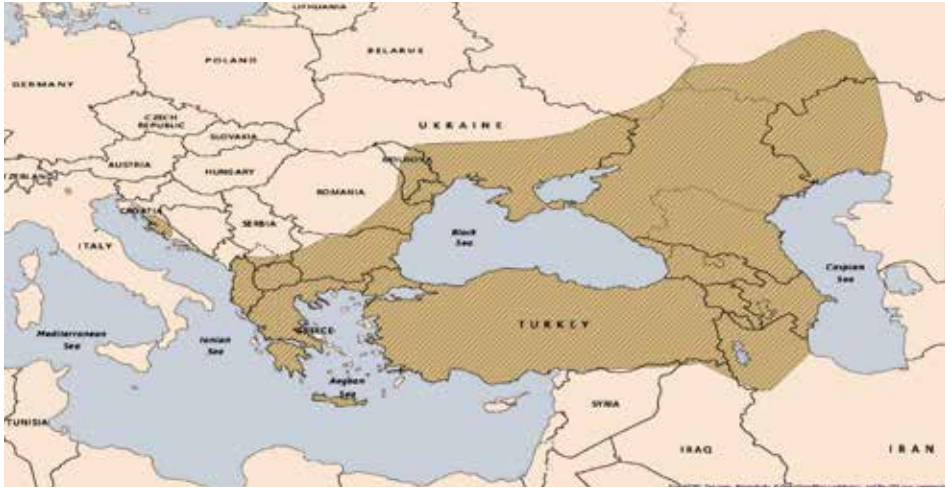 LITHUANIA
BELARUS
POLAND
GERMANY
CZECH
REPUBLIC
UKRAINE
SLOVAKIA
MOLDOVA
AUSTRIA
HUNGARY
ROMANIA
CROATIA
SERBIA
ITALY
Black
Sea
Caspian
Sea
Mediterranean
Sea
Ionian
Sea
GREECE
TURKEY
Aegean
Sea
SYRIA
TUNISIA
IRAQ
IRAN